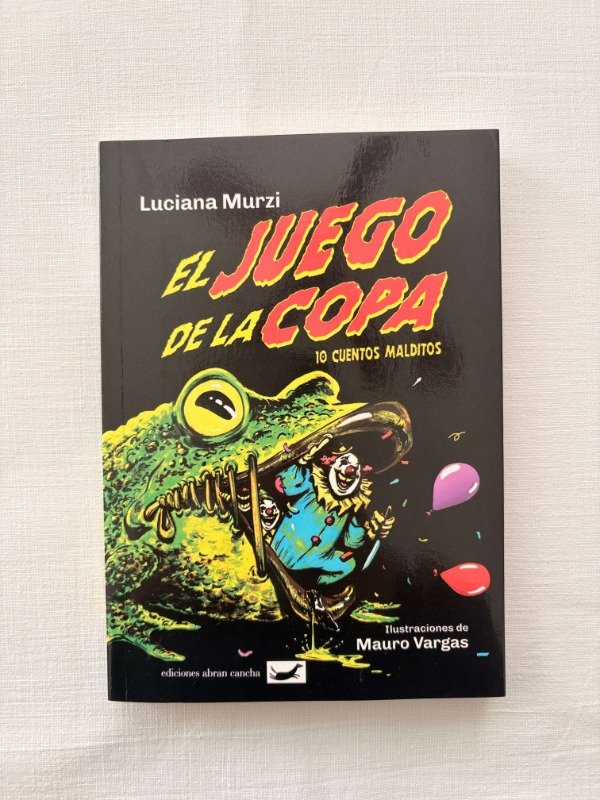 Luciana Murzi
EL JUEGO
DE LA COPA
10 CUENTOS MALDITOS
Ilustraciones de
Mauro Vargas
ediciones abran cancha